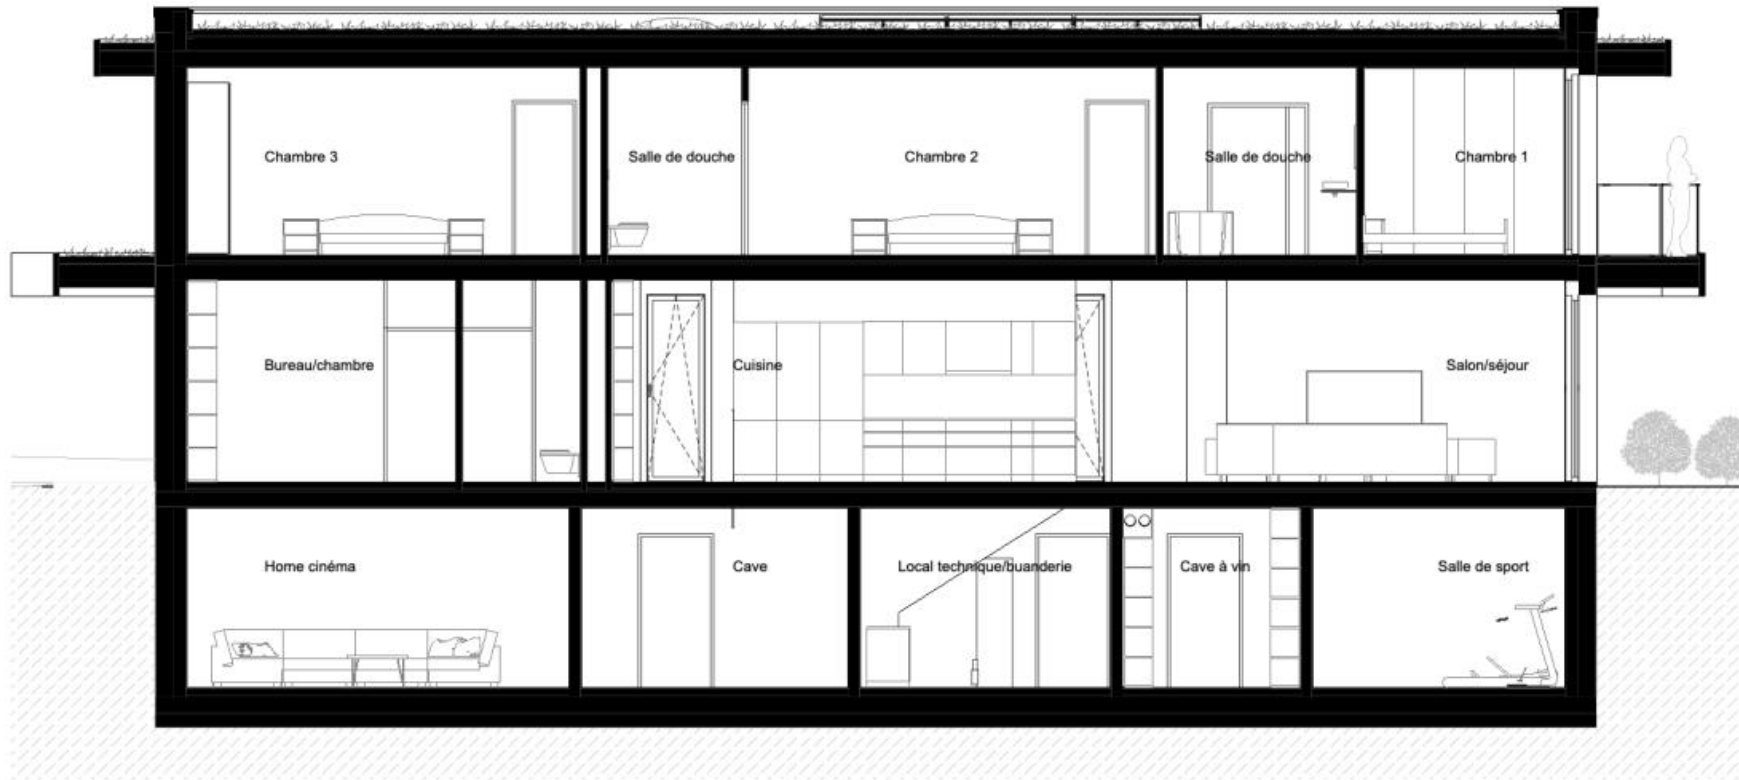 Chambre 3
Salle de douche
Chambre 2
Salle de douche
Chambre 1
Bureau/chambre
Cuisine
Salon/séjour
Home cinéma
Cave
Local technique/buanderie
Cave à vin
Salle de sport